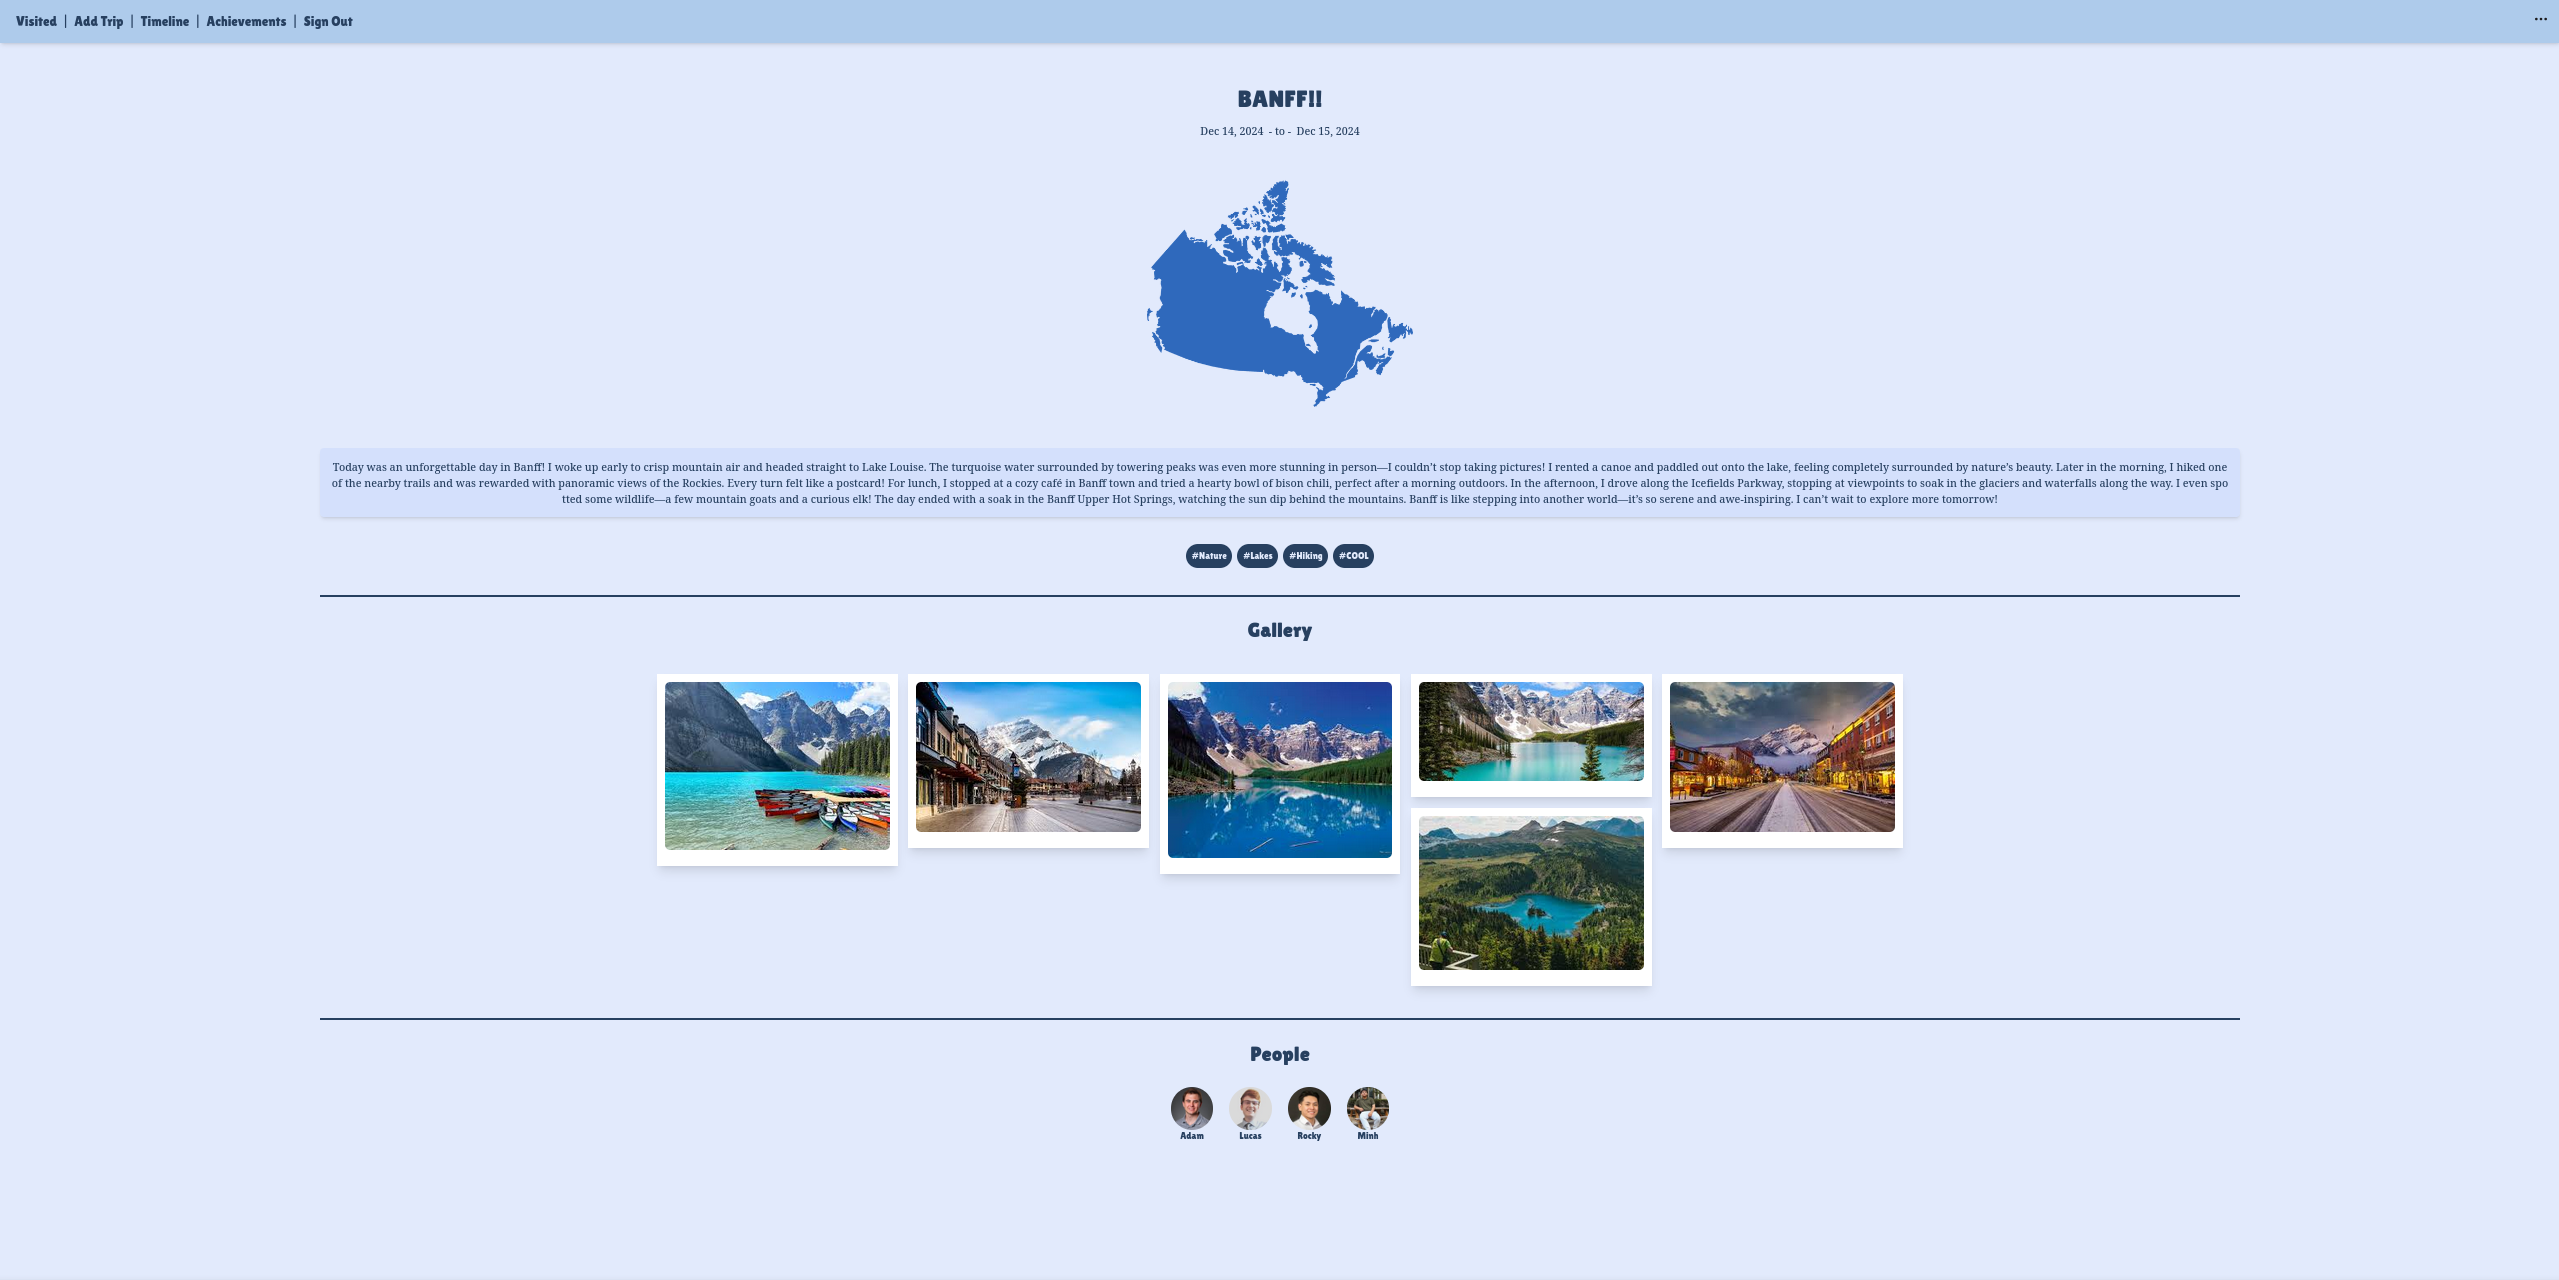 Visited | Add Trip | Timeline | Achievements | Sign Out
...
BANFF!!
Dec 14, 2024 - to - Dec 15, 2024
Today was an unforgettable day in Banff! I woke up early to crisp mountain air and headed straight to Lake Louise. The turquoise water surrounded by towering peaks was even more stunning in person—I couldn’t stop taking pictures! I rented a canoe and paddled out onto the lake, feeling completely surrounded by nature’s beauty. Later in the morning, I hiked one
of the nearby trails and was rewarded with panoramic views of the Rockies. Every turn felt like a postcard! For lunch, I stopped at a cozy café in Banff town and tried a hearty bowl of bison chili, perfect after a morning outdoors. In the afternoon, I drove along the Icefields Parkway, stopping at viewpoints to soak in the glaciers and waterfalls along the way. I even spo
tted some wildlife—a few mountain goats and a curious elk! The day ended with a soak in the Banff Upper Hot Springs, watching the sun dip behind the mountains. Banff is like stepping into another world—it’s so serene and awe-inspiring. I can’t wait to explore more tomorrow!
#Nature #Lakes #Hiking #COOL
Gallery
People
Adam Lucas Rocky Minh